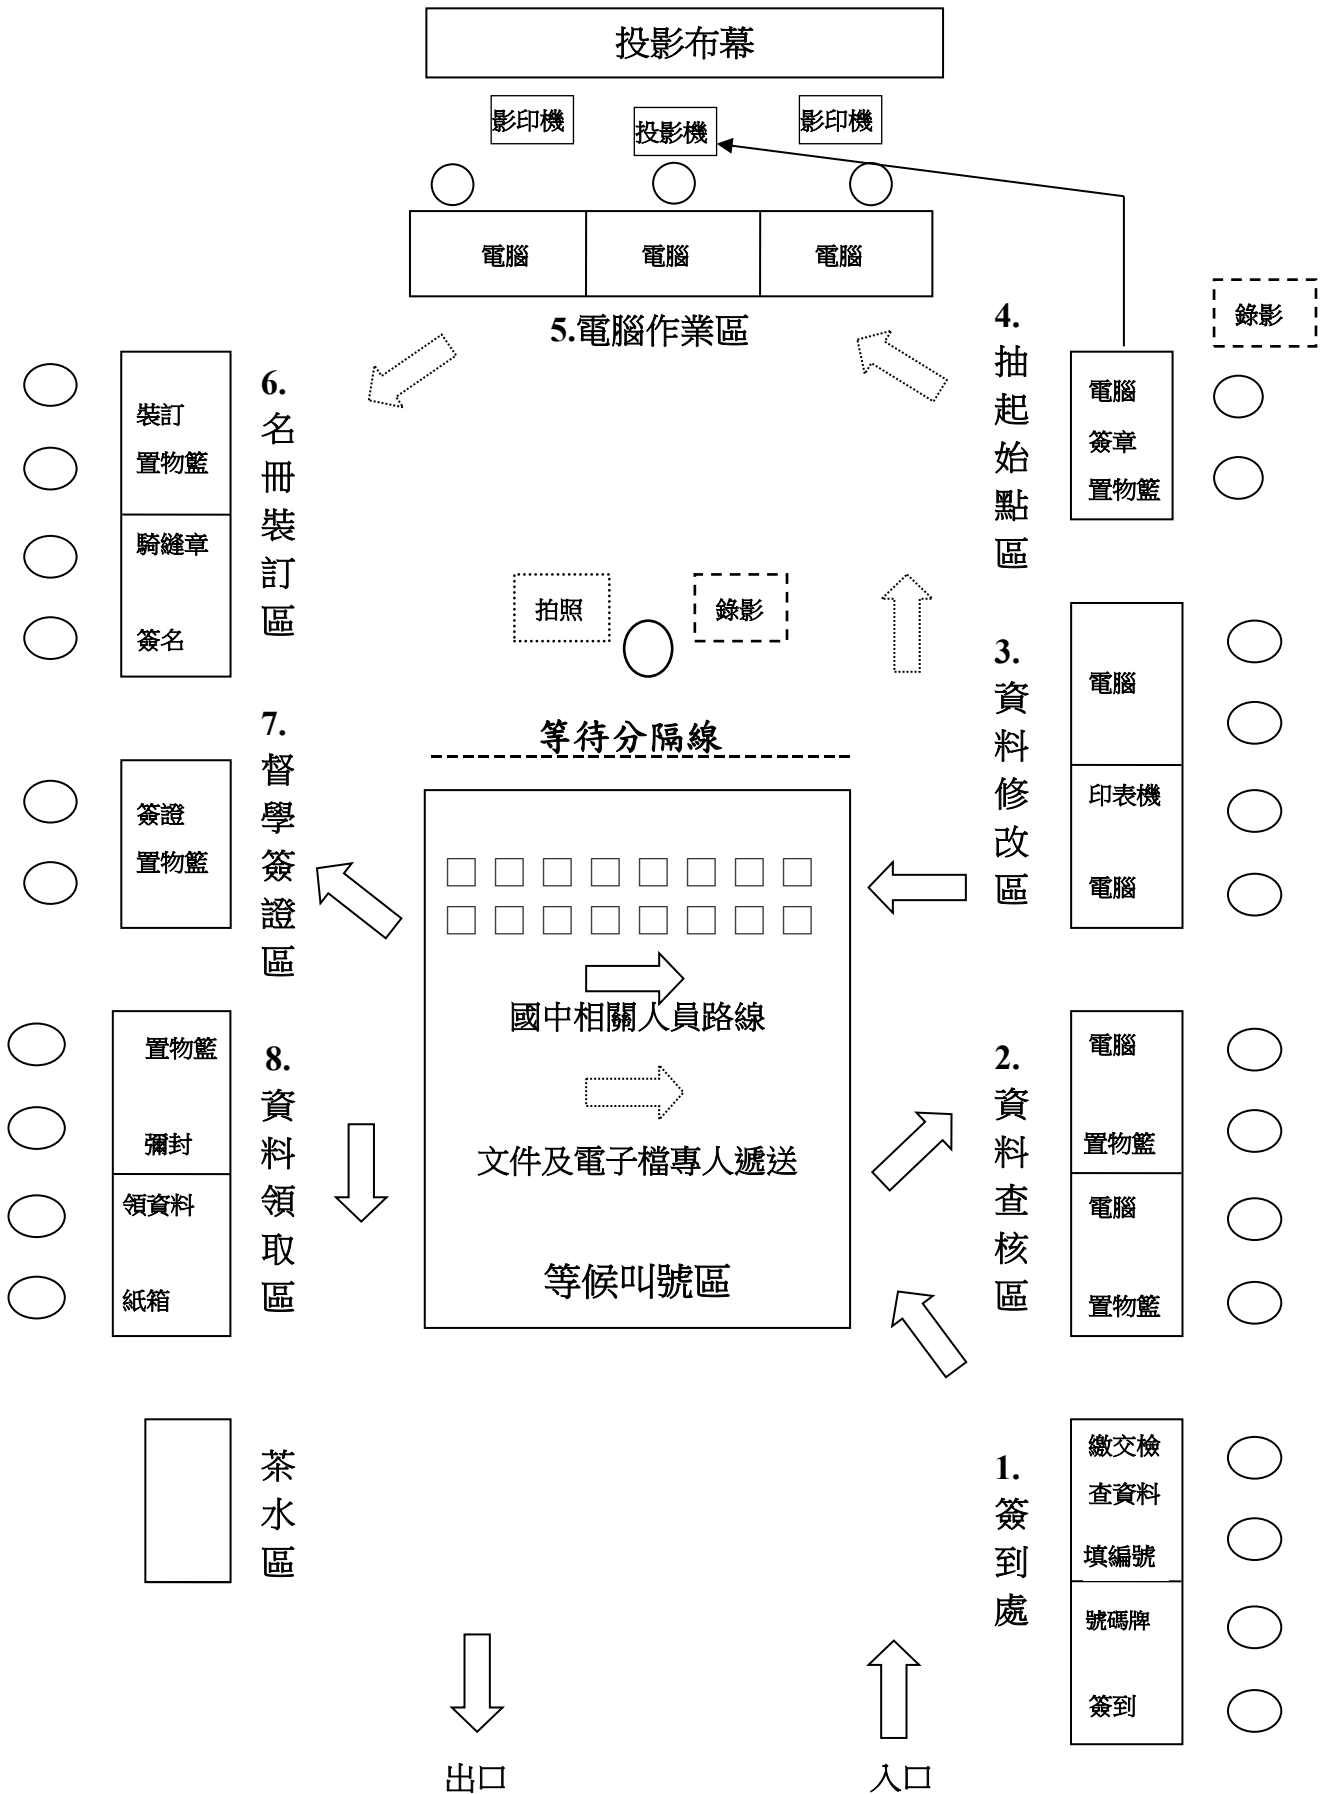 投影布幕
影印機
投影機
影印機
電腦
電腦
電腦
5.電腦作業區
4.抽起始點區
錄影
電腦
簽章
置物籃
6.名冊裝訂區
裝訂
置物籃
騎縫章
簽名
拍照
錄影
3.資料修改區
電腦
印表機
電腦
等待分隔線
7.督學簽證區
簽證
置物籃
國中相關人員路線
文件及電子檔專人遞送
等候叫號區
8.資料領取區
置物籃
彌封
領資料
紙箱
2.資料查核區
電腦
置物籃
電腦
置物籃
茶水區
1.簽到處
繳交檢
查資料
填編號
號碼牌
簽到
出口
入口